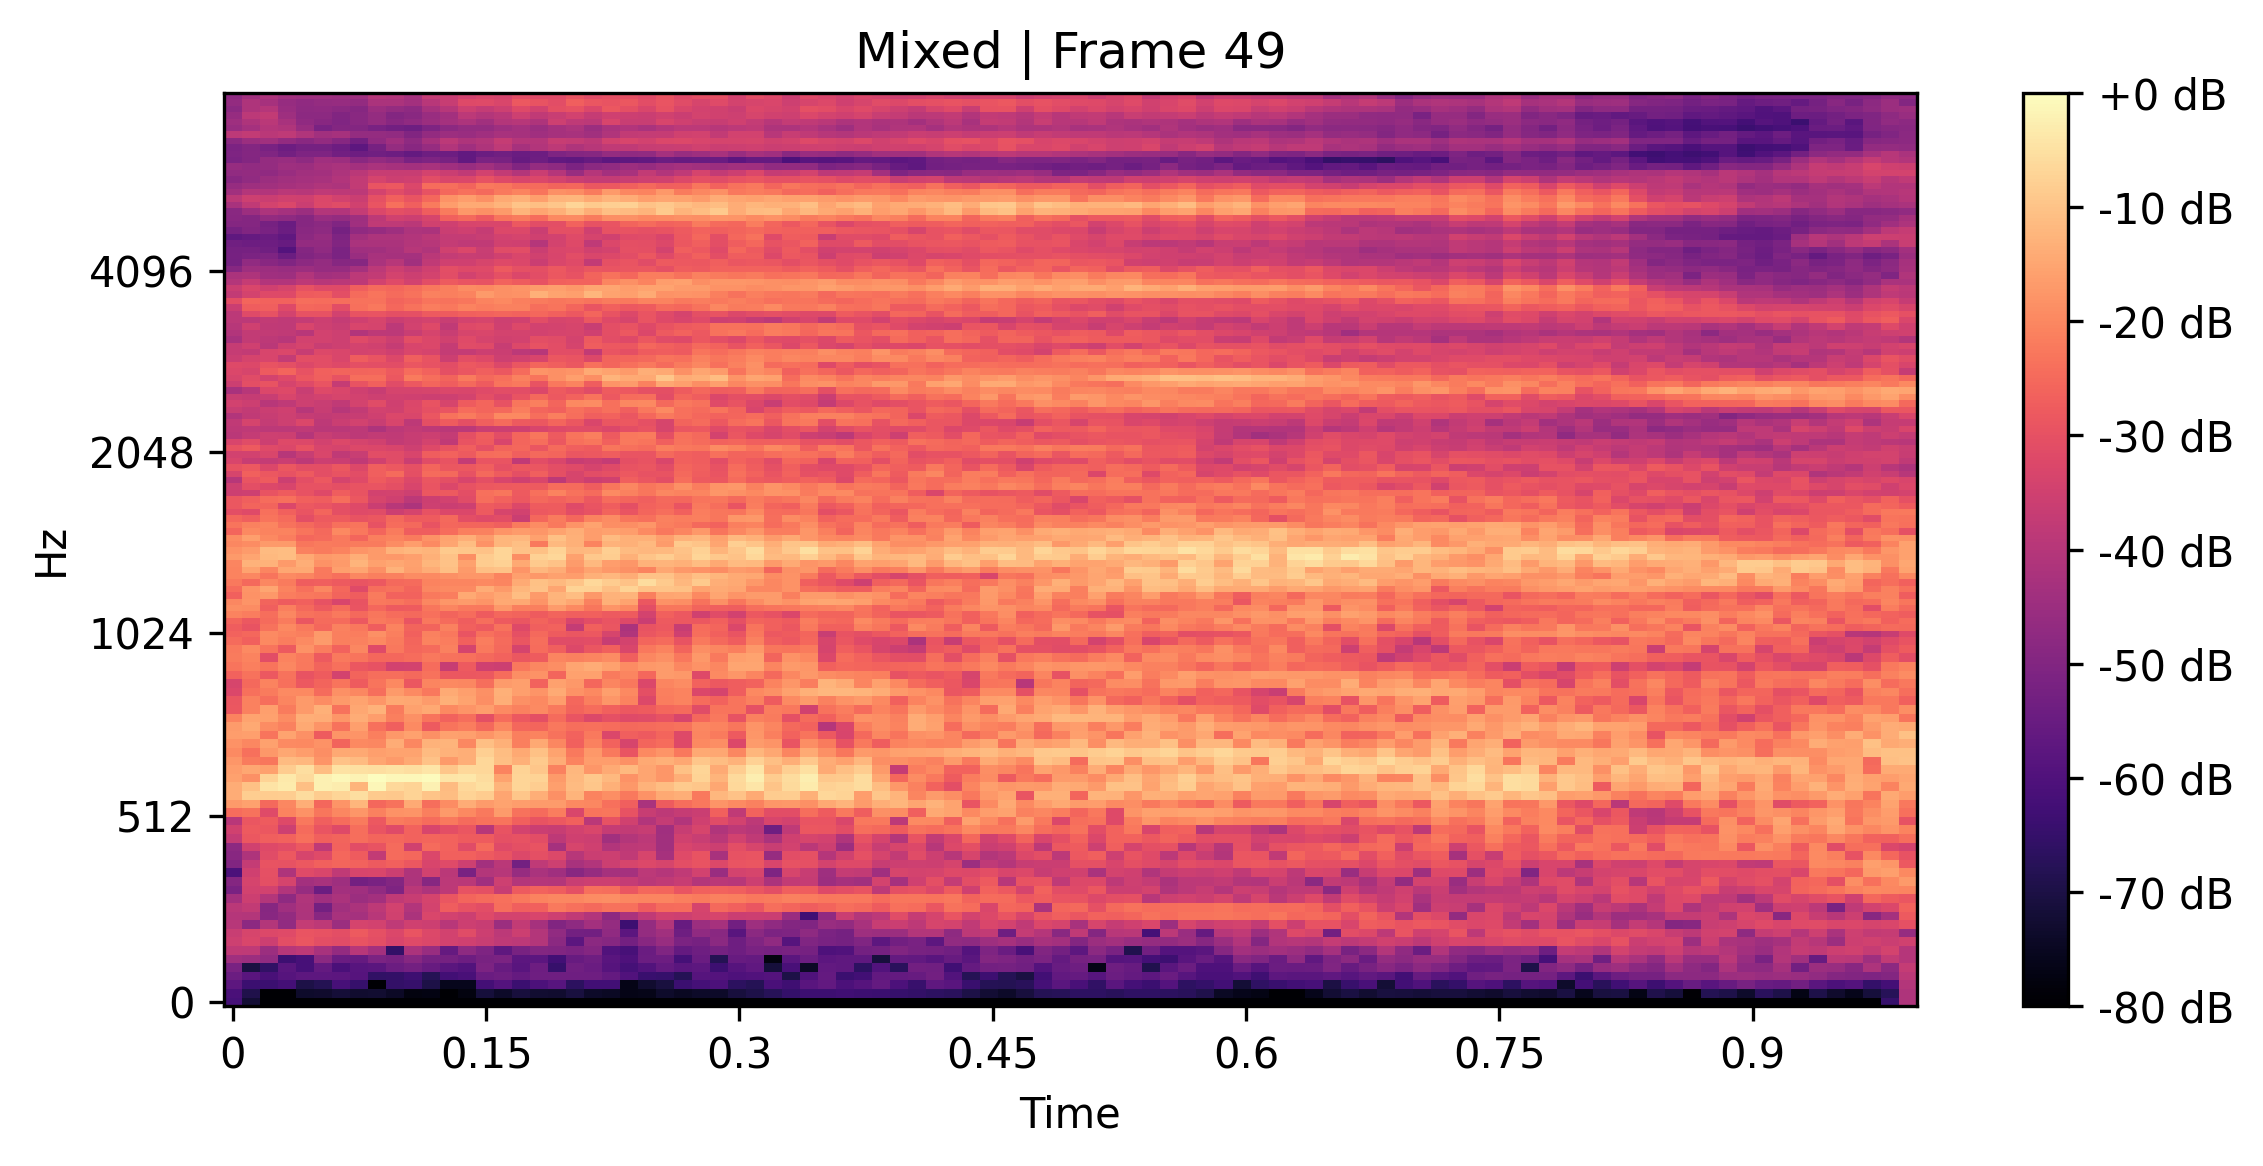 Mixed | Frame 49
Hz
4096
2048
1024
512
0
0 0.15 0.3 0.45 0.6 0.75 0.9
Time
+0 dB
-10 dB
-20 dB
-30 dB
-40 dB
-50 dB
-60 dB
-70 dB
-80 dB